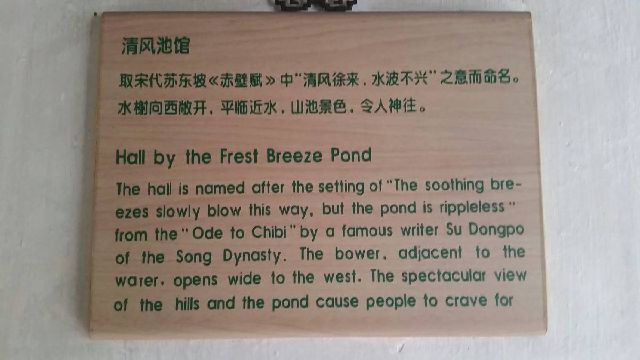 清风池馆
取宋代苏东坡《赤壁赋》中“清风徐来，水波不兴”之意而命名。
水榭向西敞开，平临近水，山池景色，令人神往。
Hall by the Frest Breeze Pond
The hall is named after the setting of “The soothing bre-
ezes slowly blow this way, but the pond is rippleless”
from the “Ode to Chibi” by a famous writer Su Dongpo
of the Song Dynasty. The bower, adjacent to the
water, opens wide to the west. The spectacular view
of the hills and the pond cause people to crave for